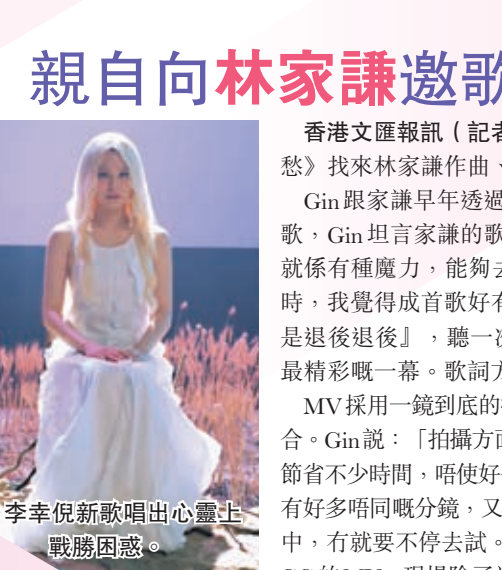 親自向林家謙邀歌
香港文匯報訊（記者
愁》找來林家謙作曲、
Gin跟家謙早年透過
歌，Gin坦言家謙的歌
就係有種魔力，能夠去
時，我覺得成首歌好有
是退後退後』，聽一次
最精彩嘅一幕。歌詞方
MV採用一鏡到底的
合。Gin說：「拍攝方面
節省不少時間，唔使好
有好多唔同嘅分鏡，又
中，冇就要不停去試。
李幸倪新歌唱出心靈上
戰勝困惑。